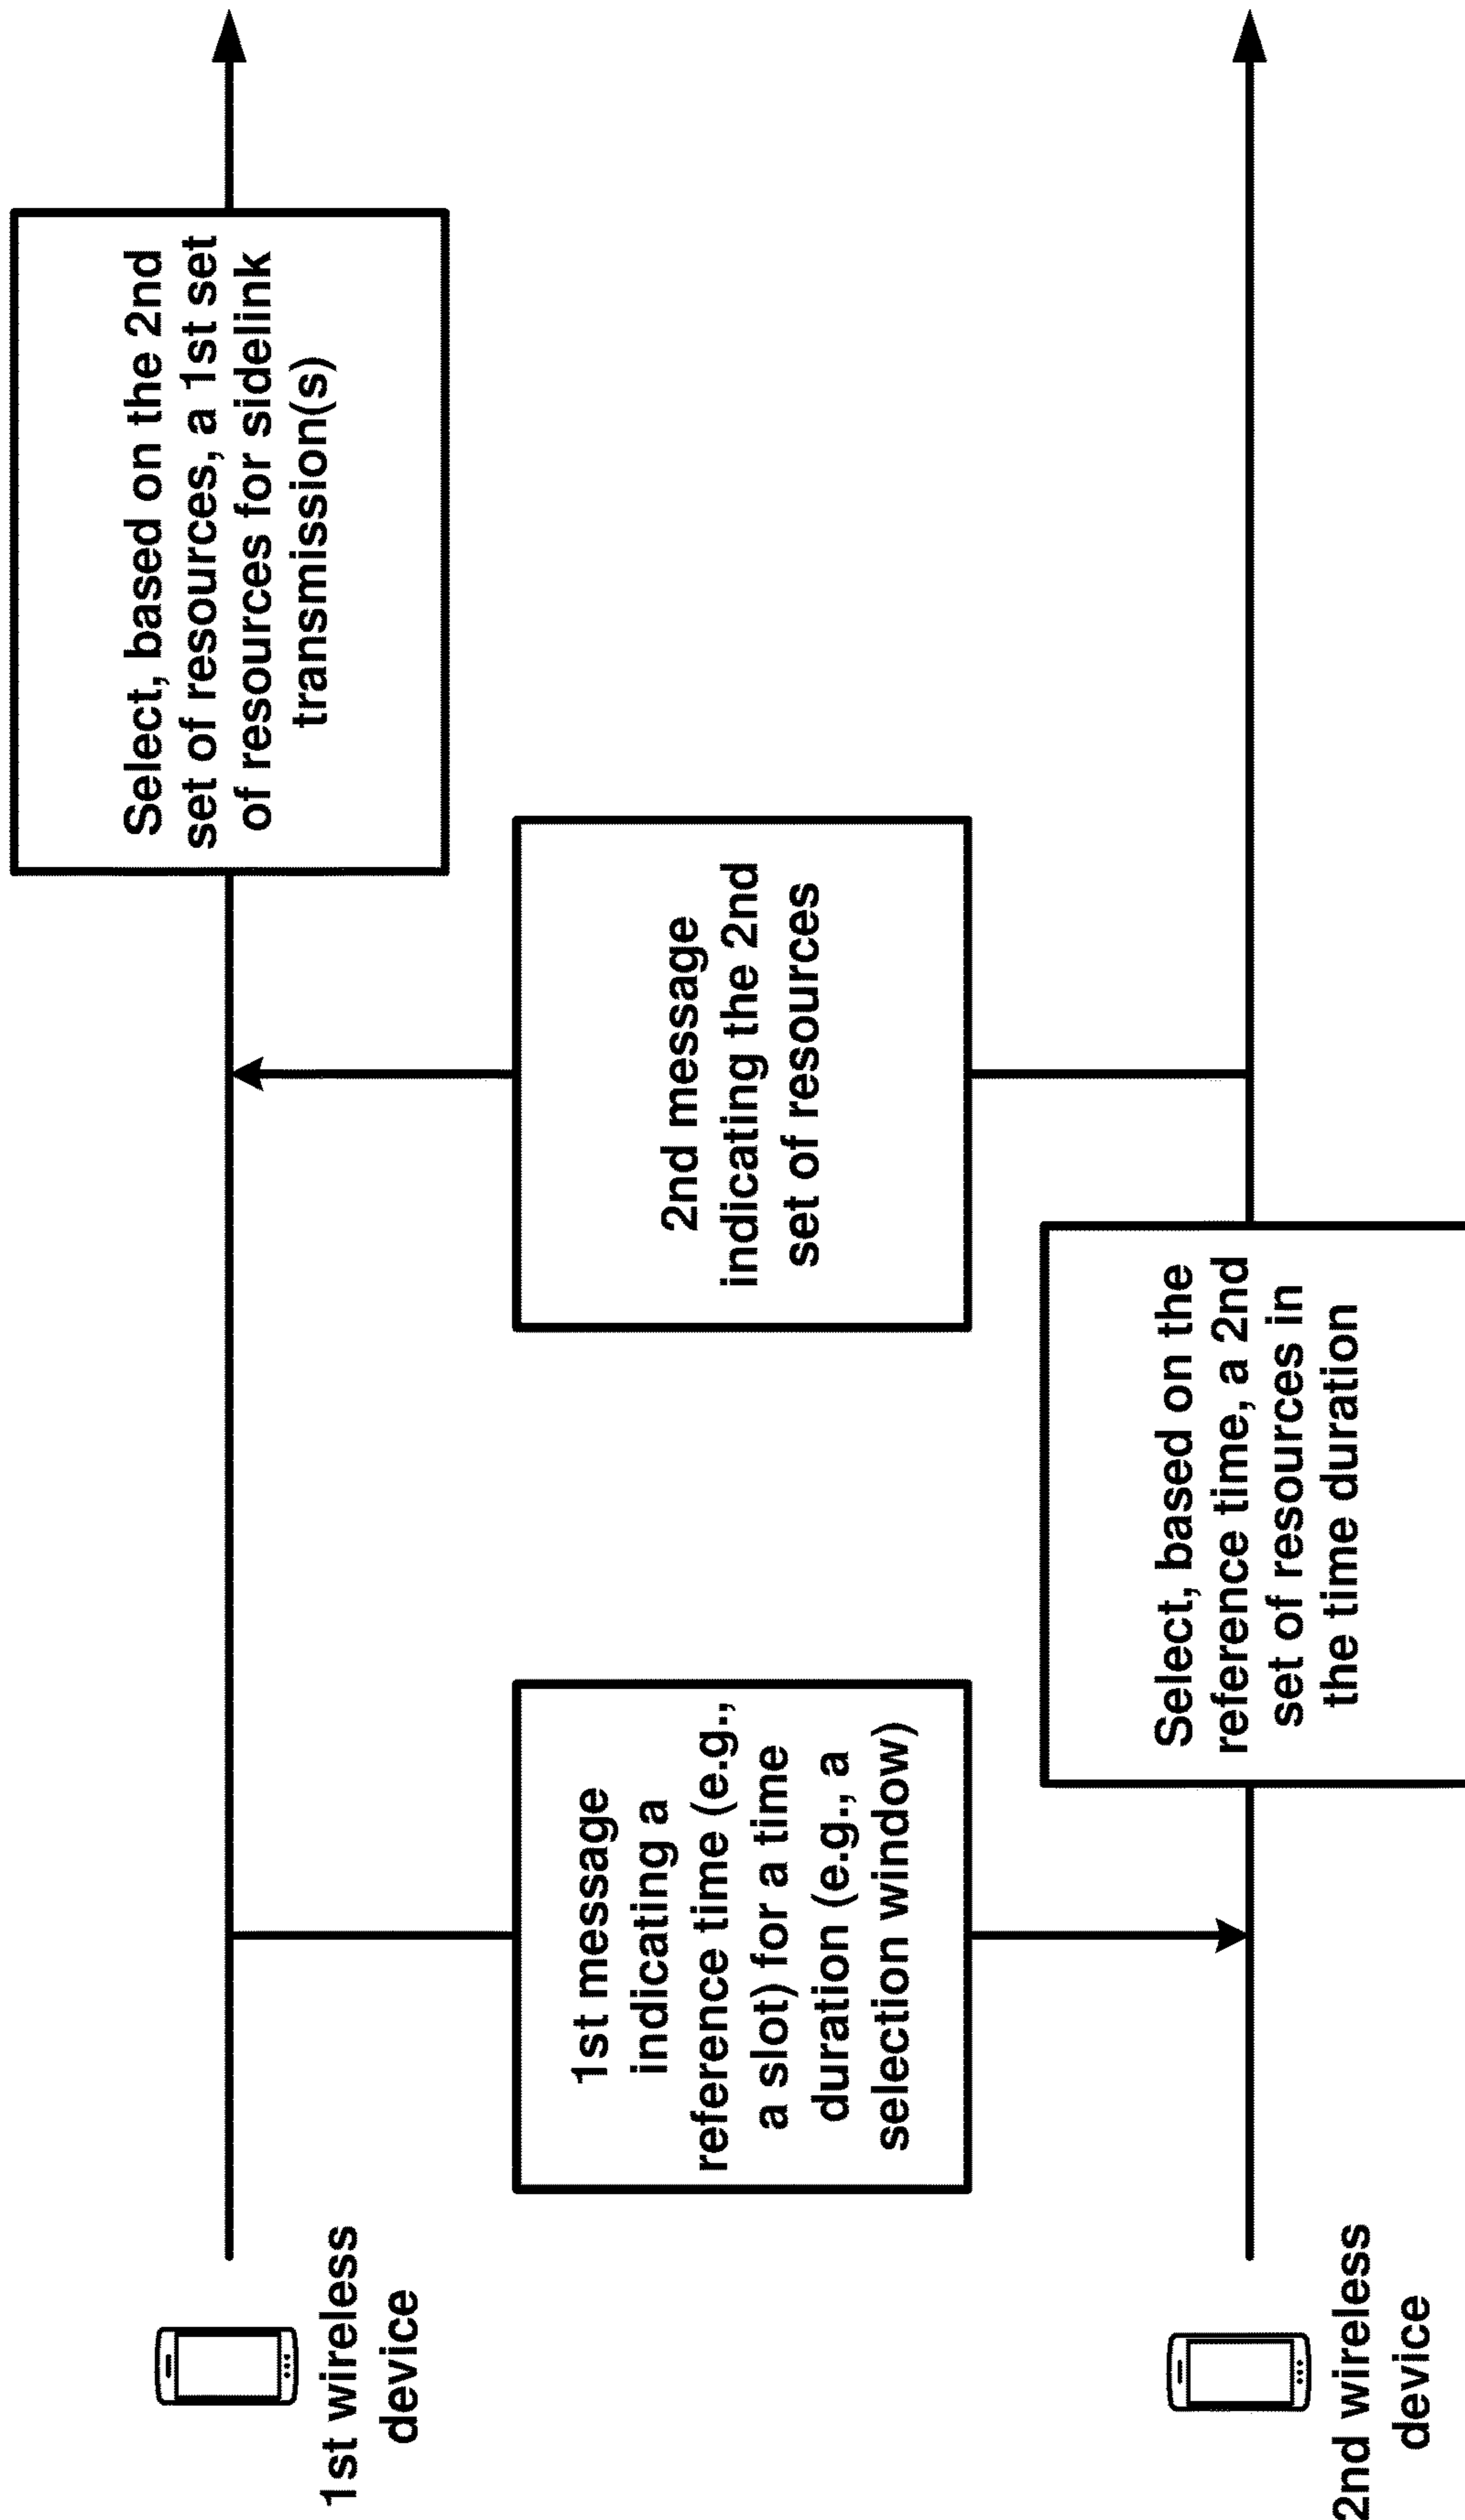 1st wireless
device
1st message
indicating a
reference time (e.g.,
a slot) for a time
duration (e.g., a
selection window)
2nd message
indicating the 2nd
set of resources
Select, based on the 2nd
set of resources, a 1st set
of resources for sidelink
transmission(s)
2nd wireless
device
Select, based on the
reference time, a 2nd
set of resources in
the time duration